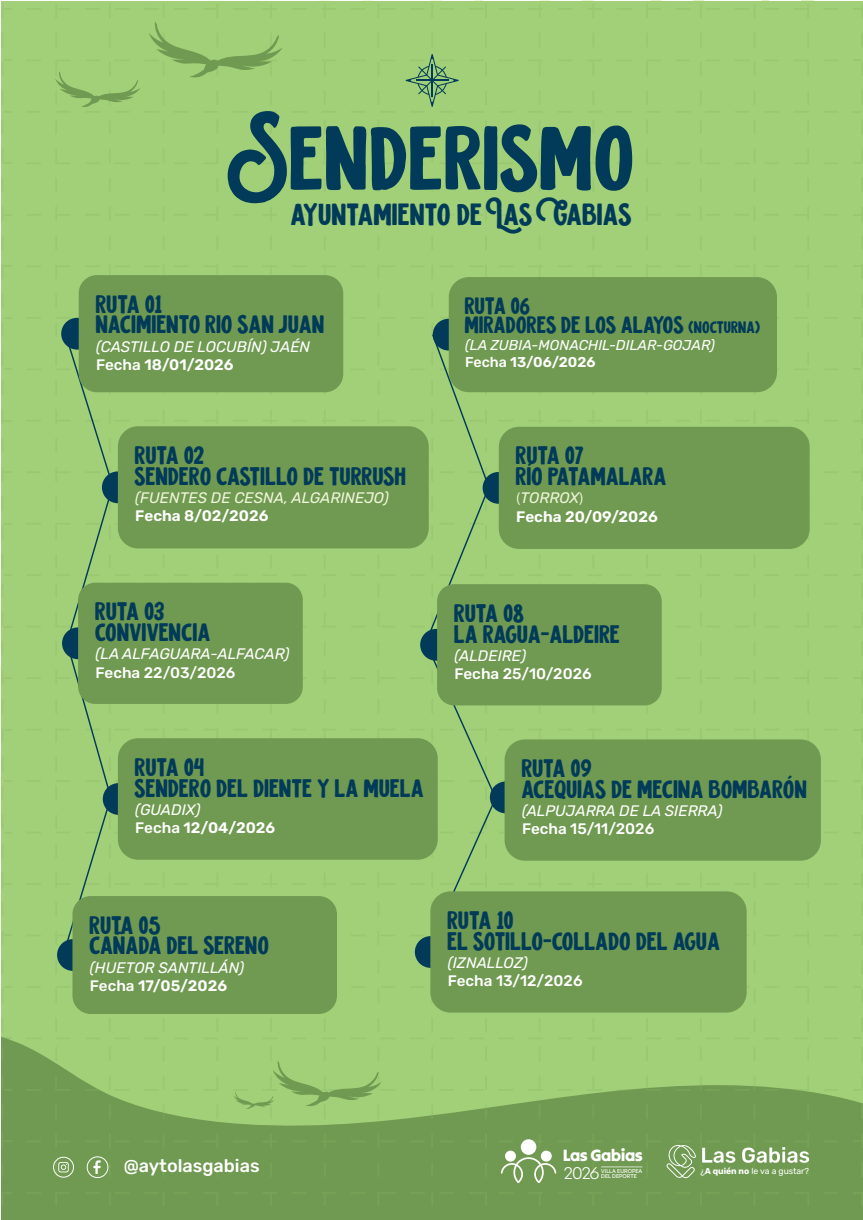 SENDERISMO
AYUNTAMIENTO DE LAS GABIAS
RUTA 01
NACIMIENTO RIO SAN JUAN
(CASTILLO DE LOCUBÍN) JAÉN
Fecha 18/01/2026
RUTA 02
SENDERO CASTILLO DE TURRUSH
(FUENTES DE CESNA, ALGARINEJO)
Fecha 8/02/2026
RUTA 03
CONVIVENCIA
(LA ALFAGUARA-ALFACAR)
Fecha 22/03/2026
RUTA 04
SENDERO DEL DIENTE Y LA MUELA
(GUADIX)
Fecha 12/04/2026
RUTA 05
CAÑADA DEL SERENO
(HUETOR SANTILLÁN)
Fecha 17/05/2026
RUTA 06
MIRADORES DE LOS ALAYOS (NOCTURNA)
(LA ZUBIA-MONACHIL-DILAR-GOJAR)
Fecha 13/06/2026
RUTA 07
RÍO PATAMALARA
(TORROX)
Fecha 20/09/2026
RUTA 08
LA RAGUA-ALDEIRE
(ALDEIRE)
Fecha 25/10/2026
RUTA 09
ACEQUIAS DE MECINA BOMBARÓN
(ALPUJARRA DE LA SIERRA)
Fecha 15/11/2026
RUTA 10
EL SOTILLO-COLLADO DEL AGUA
(IZNALLOZ)
Fecha 13/12/2026
@aytolasgabias
Las Gabias
2026 VILLA EUROPEA
DEL DEPORTE
Las Gabias
¿A quién no le va a gustar?